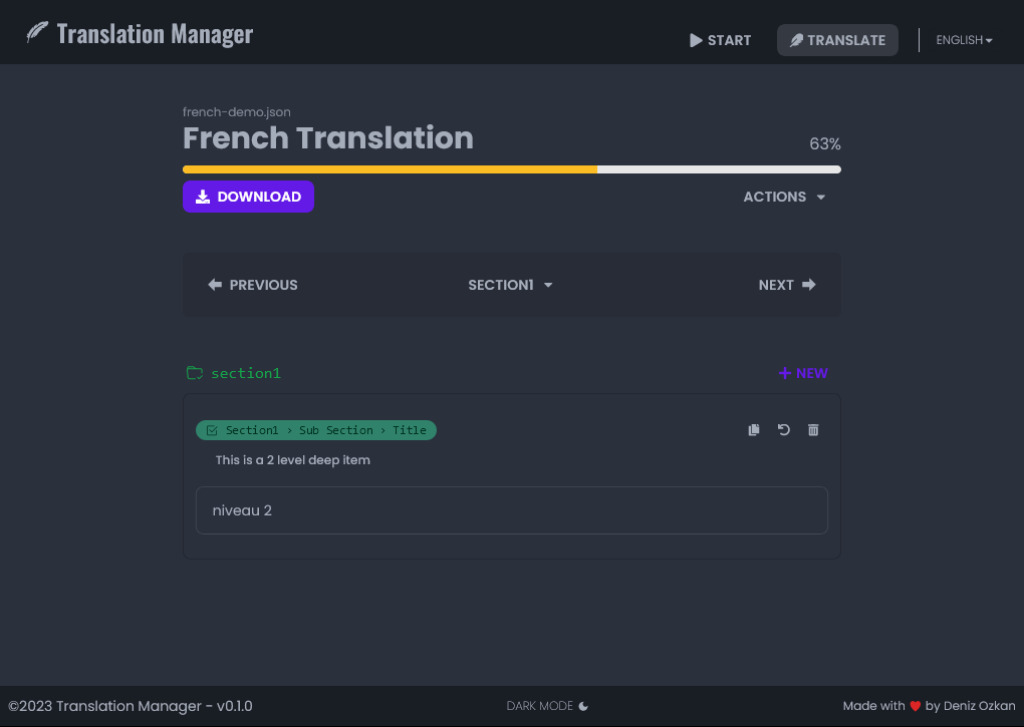 Translation Manager
START
TRANSLATE
ENGLISH
french-demo.json
French Translation
63%
DOWNLOAD
ACTIONS
PREVIOUS
SECTION1
NEXT
section1
+ NEW
Section1 › Sub Section › Title
This is a 2 level deep item
niveau 2
©2023 Translation Manager - v0.1.0
DARK MODE
Made with ❤ by Deniz Ozkan